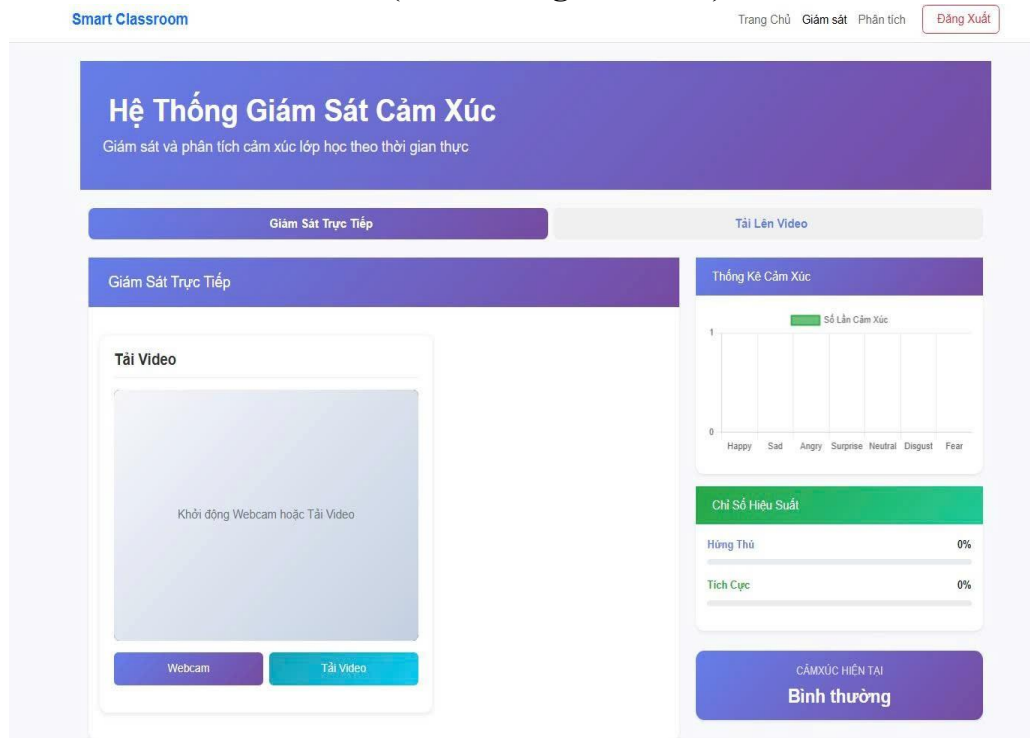 Smart Classroom
Trang Chủ Giám sát Phân tích Đăng Xuất
Hệ Thống Giám Sát Cảm Xúc
Giám sát và phân tích cảm xúc lớp học theo thời gian thực
Giám Sát Trực Tiếp
Tải Lên Video
Giám Sát Trực Tiếp
Tải Video
Khởi động Webcam hoặc Tải Video
Webcam
Tải Video
Thống Kê Cảm Xúc
Số Lần Cảm Xúc
1
0
Happy Sad Angry Surprise Neutral Disgust Fear
Chỉ Số Hiệu Suất
Hứng Thú 0%
Tích Cực 0%
CẢMXÚC HIỆN TẠI
Bình thường